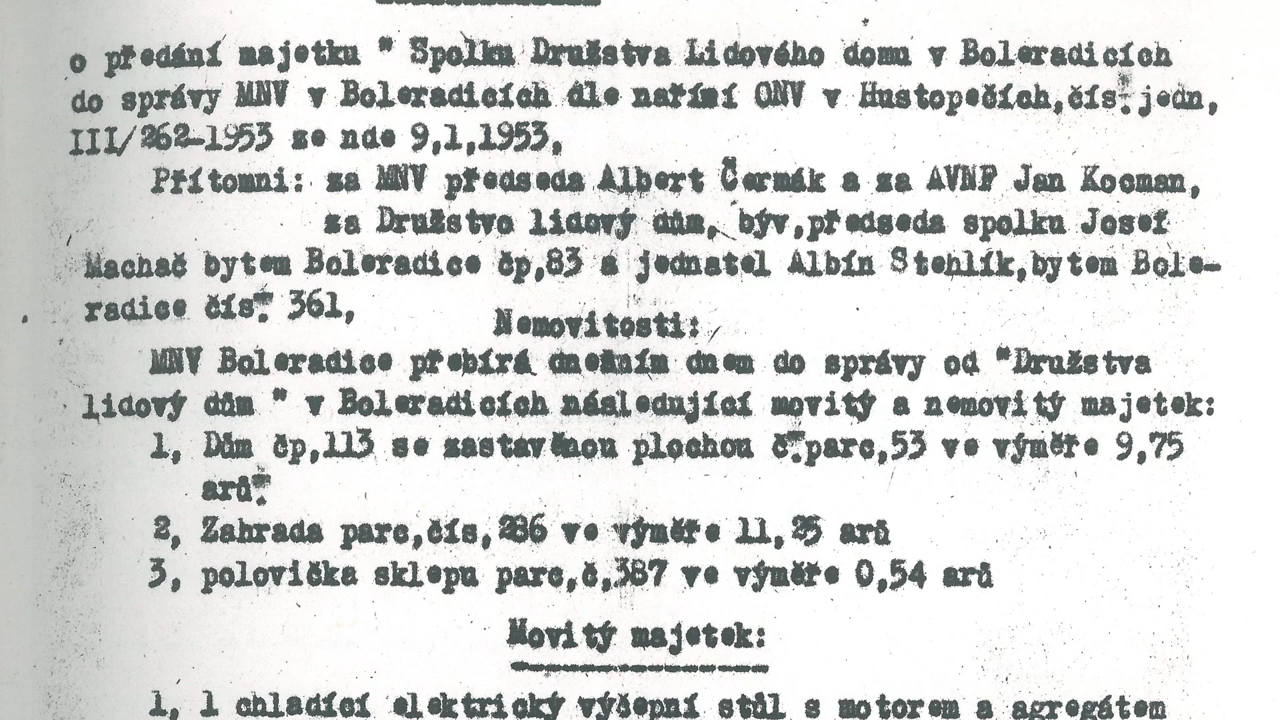 o předání majetku " Spolku Družstva Lidového domu v Boleradicích
do správy MNV v Boleradicích dle nařízí ONV v Hustopečích,čís. jedn,
III/262-1953 ze nde 9,1,1953,
Přítomni: za MNV předseda Albert Čermák a za AVNF Jan Kocman,
za Družstvo lidový dům, býv,předseda spolku Josef
Machač bytem Boleradice čp,83 a jednatel Albín Stehlík,bytem Bole-
radice čís. 361,
Nemovitosti:
MNV Boleradice přebírá dnešním dnem do správy od "Družstva
lidový dům " v Boleradicích následující movitý a nemovitý majetek:
1, Dům čp,113 se zastavěnou plochou č.parc,53 ve výměře 9,75
arů.
2, Zahrada parc,čís,286 ve výměře 11,25 arů
3, polovička sklepu parc,č,387 ve výměře 0,54 arů
Movitý majetek:
1, 1 chladící elektrický výčepní stůl s motorem a agregátem